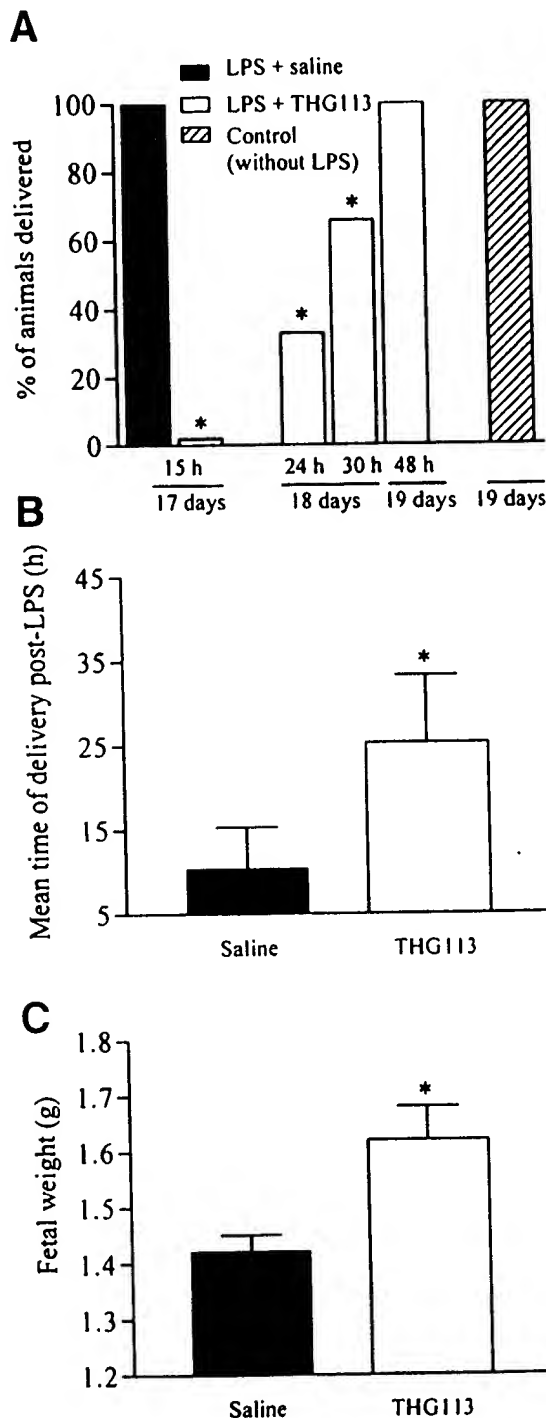 A
LPS + saline
LPS + THG113
Control
(without LPS)
% of animals delivered
100
80
60
40
20
0
*
*
*
15 h
24 h 30 h 48 h
17 days
18 days
19 days
19 days
B
Mean time of delivery post-LPS (h)
45
35
25
15
5
*
Saline
THG113
C
Fetal weight (g)
1.8
1.7
1.6
1.5
1.4
1.3
1.2
*
Saline
THG113